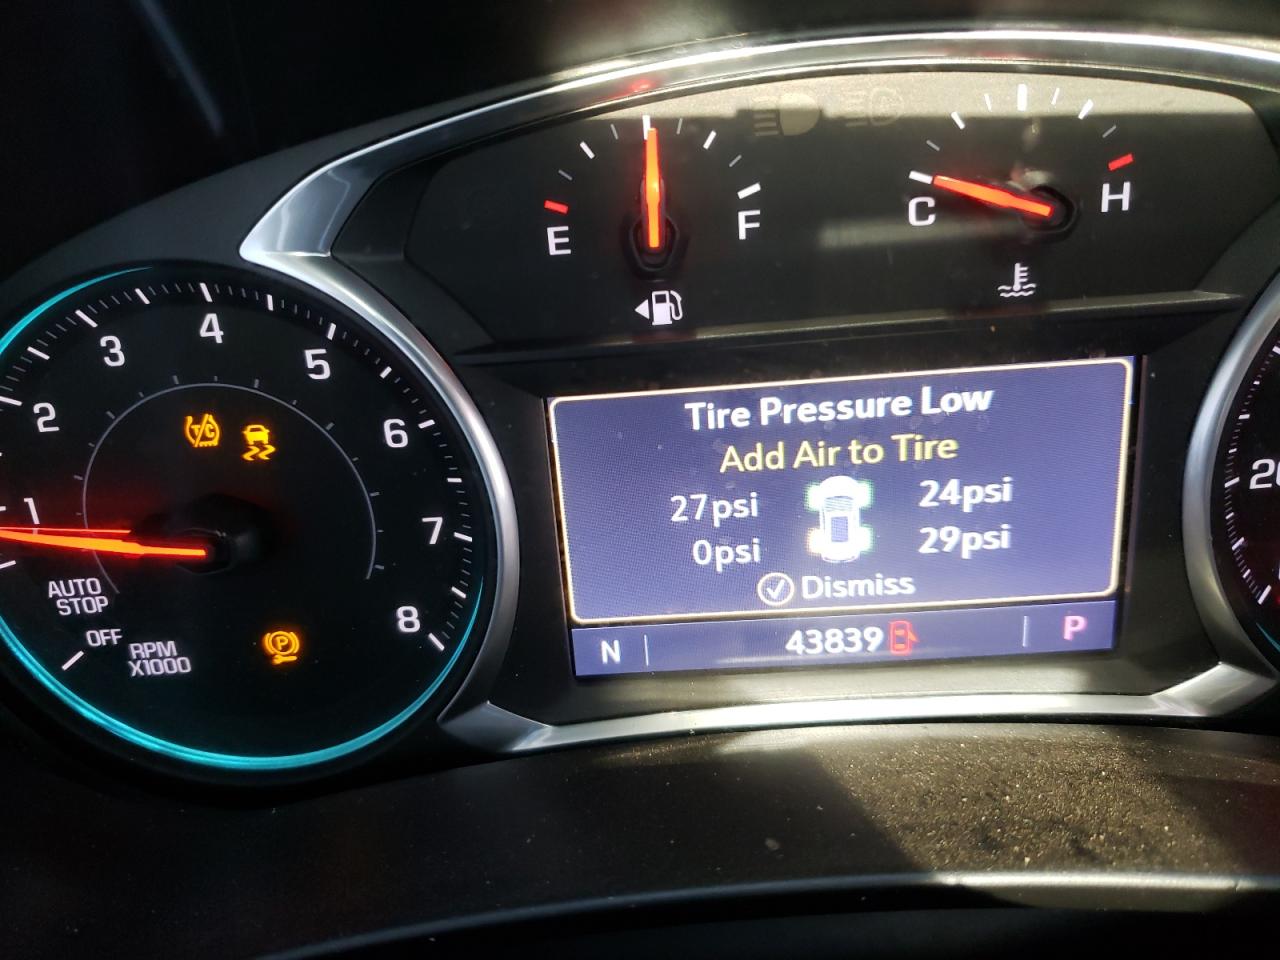 E
F
C
H
1
2
3
4
5
6
7
8
T/C
AUTO
STOP
OFF
RPM
X1000
P
Tire Pressure Low
Add Air to Tire
27psi
24psi
0psi
29psi
Dismiss
N
43839
P